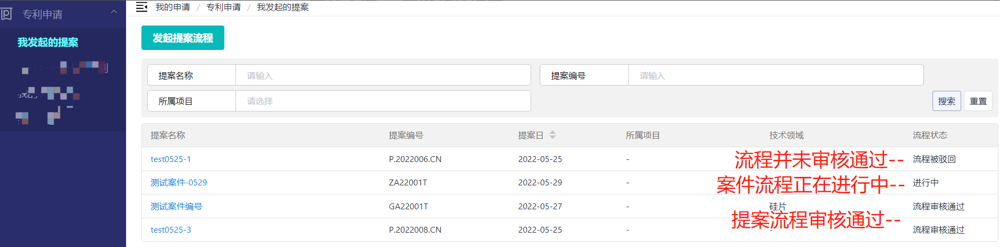 专利申请
我发起的提案
我的申请 / 专利申请 / 我发起的提案
发起提案流程
提案名称 请输入 提案编号 请输入
所属项目 请选择 搜索 重置
提案名称 提案编号 提案日 所属项目 技术领域 流程状态
test0525-1 P.2022006.CN 2022-05-25 - 流程并未审核通过-- 流程被驳回
测试案件-0529 ZA22001T 2022-05-29 - 案件流程正在进行中-- 进行中
测试案件编号 GA22001T 2022-05-27 - 硅片 流程审核通过
提案流程审核通过--
test0525-3 P.2022008.CN 2022-05-25 - - 流程审核通过